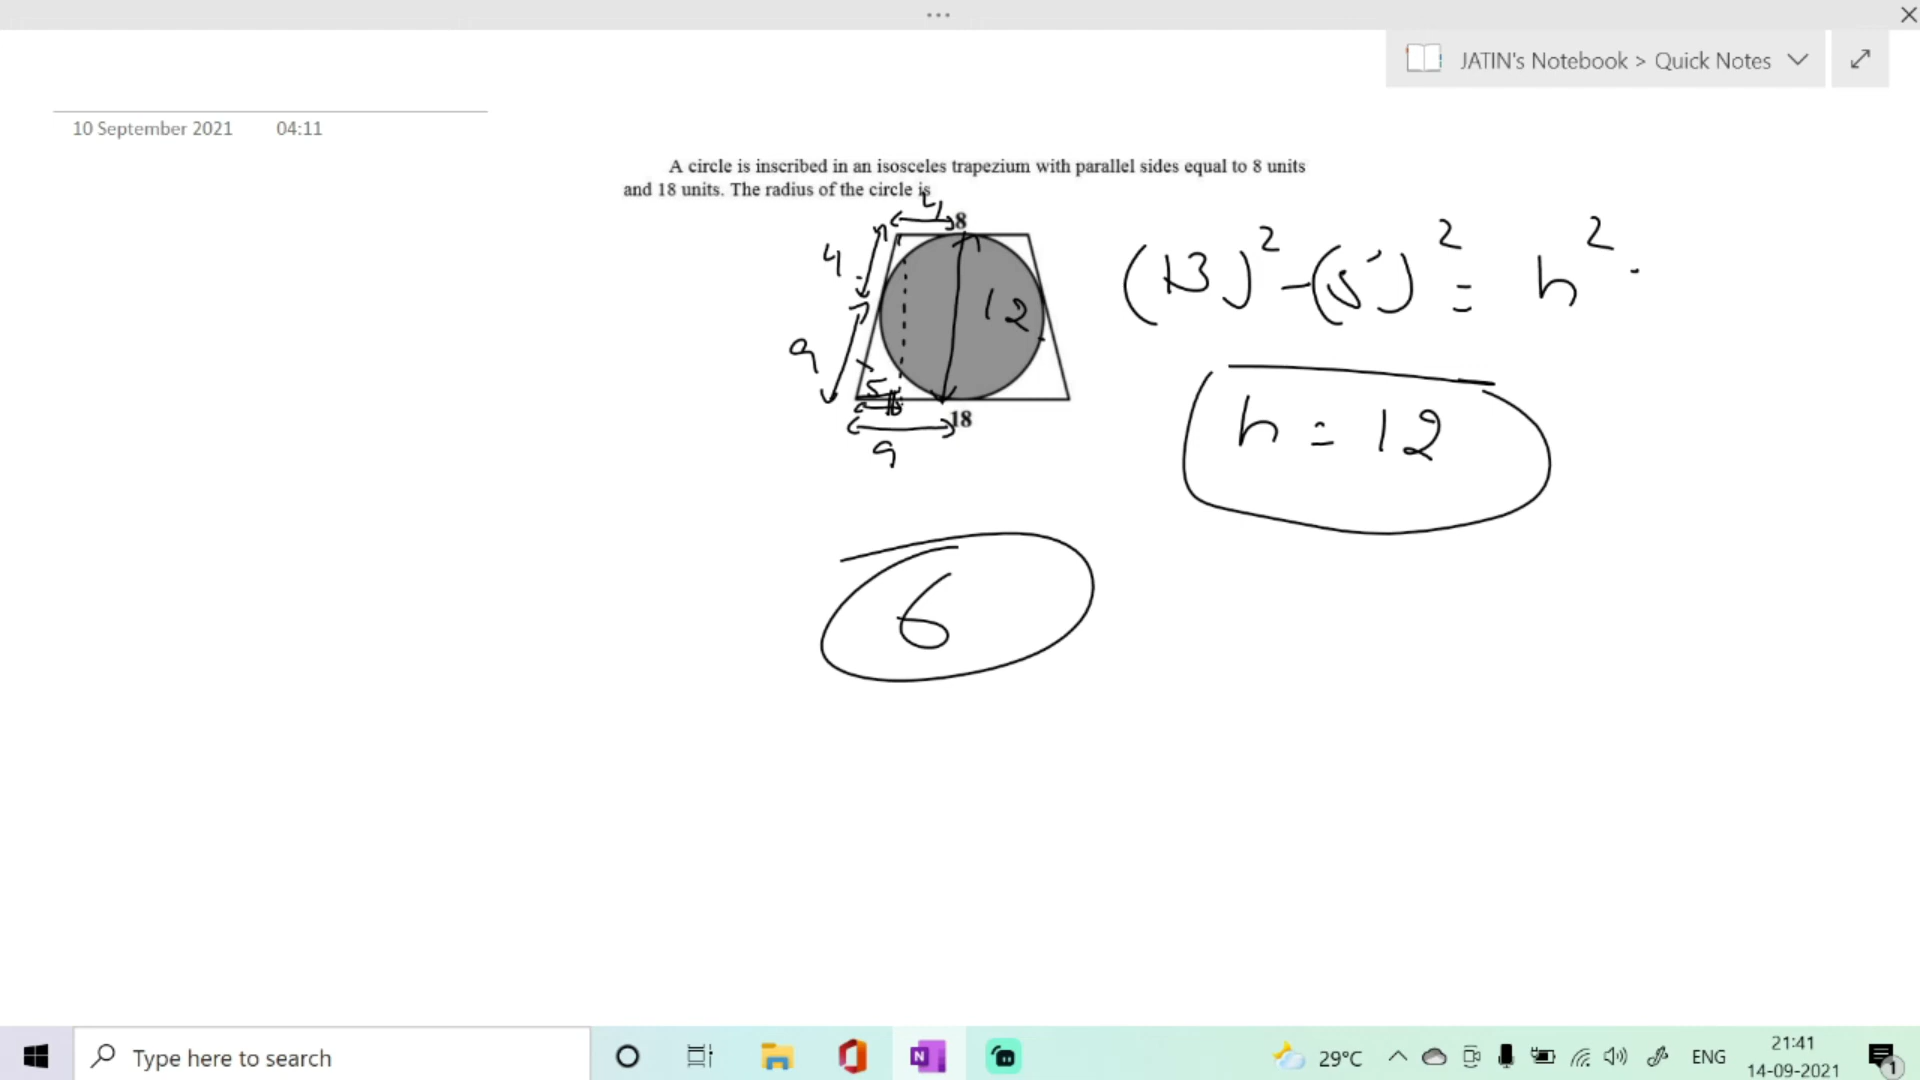 ...
JATIN's Notebook > Quick Notes
10 September 2021 04:11
A circle is inscribed in an isosceles trapezium with parallel sides equal to 8 units
and 18 units. The radius of the circle is
4
8
4
12
9
5
18
9
(13)² - (5)² = h²
h = 12
6
Type here to search
N
29°C
ENG
21:41
14-09-2021
1